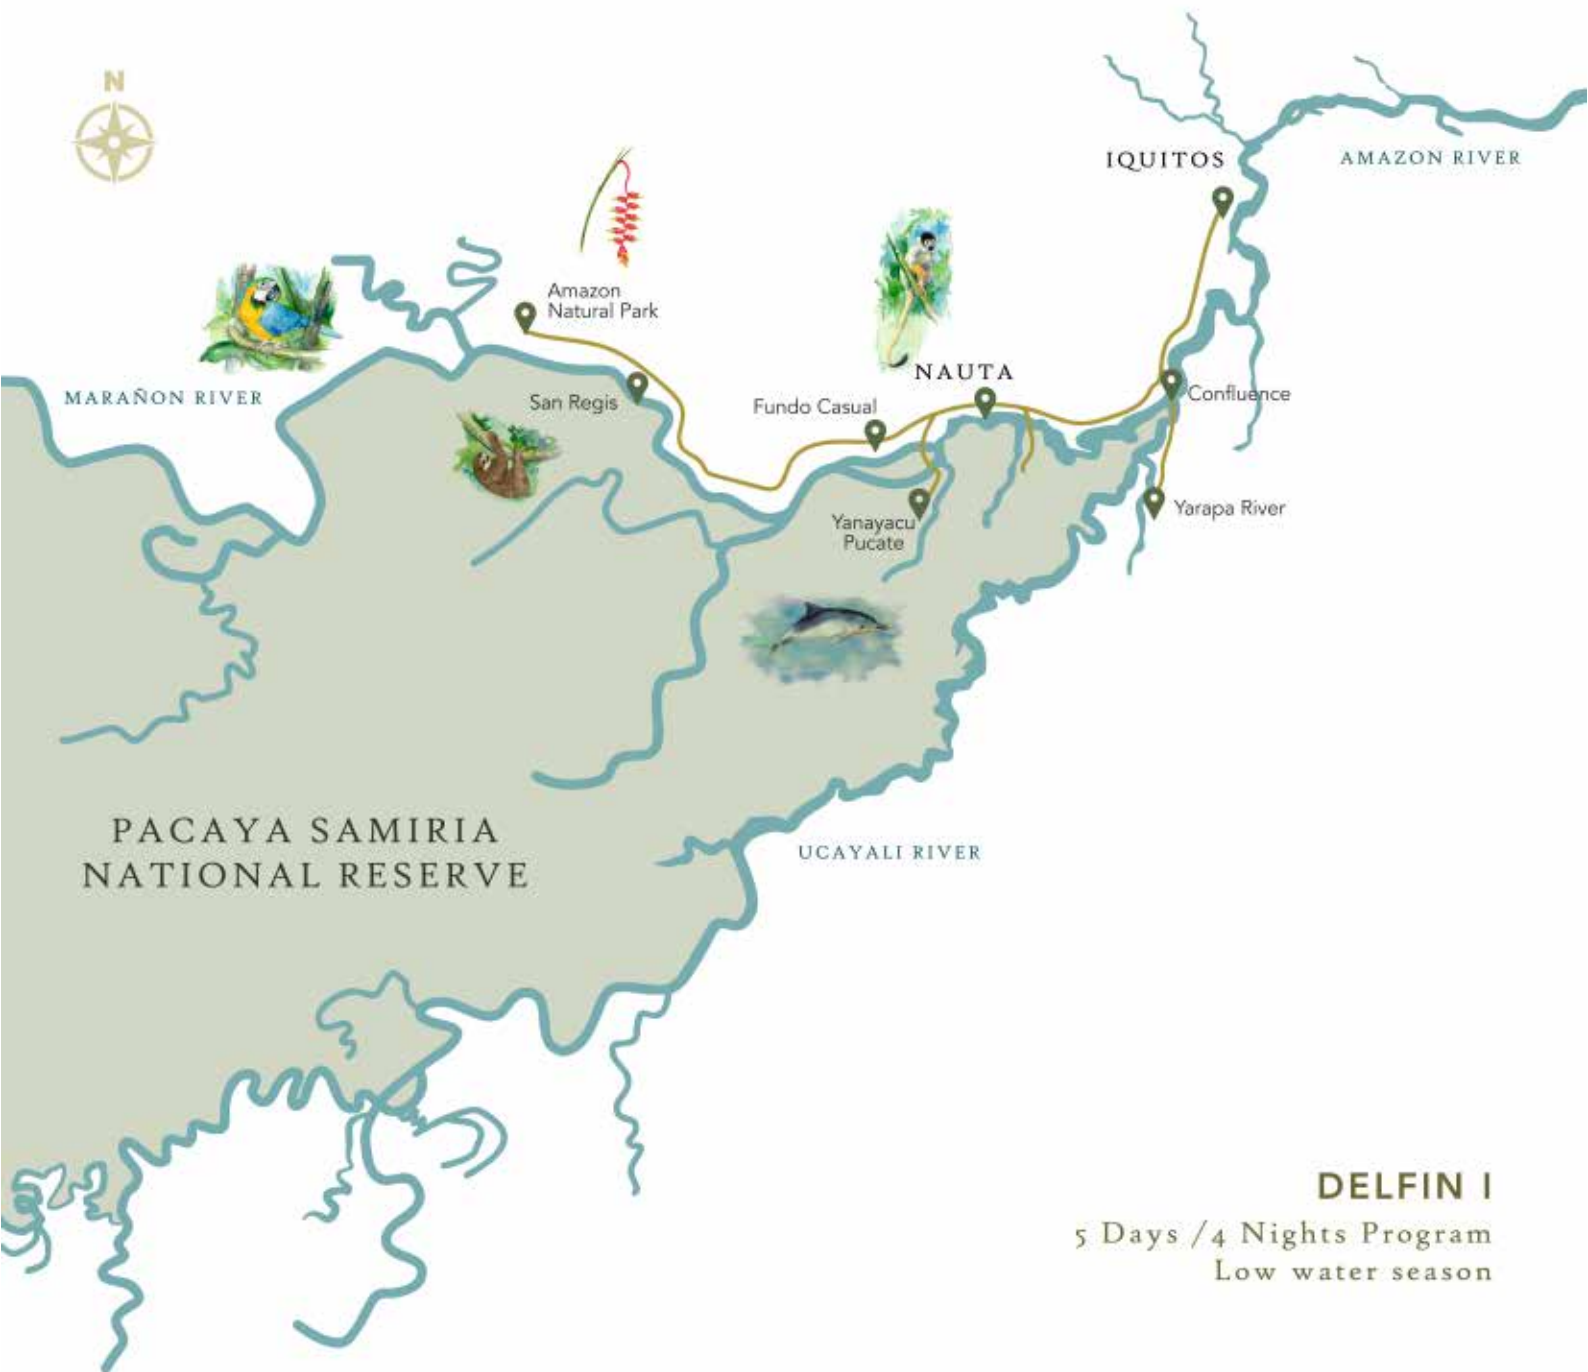 N
IQUITOS
AMAZON RIVER
Amazon
Natural Park
NAUTA
MARAÑON RIVER
San Regis
Fundo Casual
Confluence
Yanayacu
Pucate
Yarapa River
PACAYA SAMIRIA
NATIONAL RESERVE
UCAYALI RIVER
DELFIN I
5 Days /4 Nights Program
Low water season